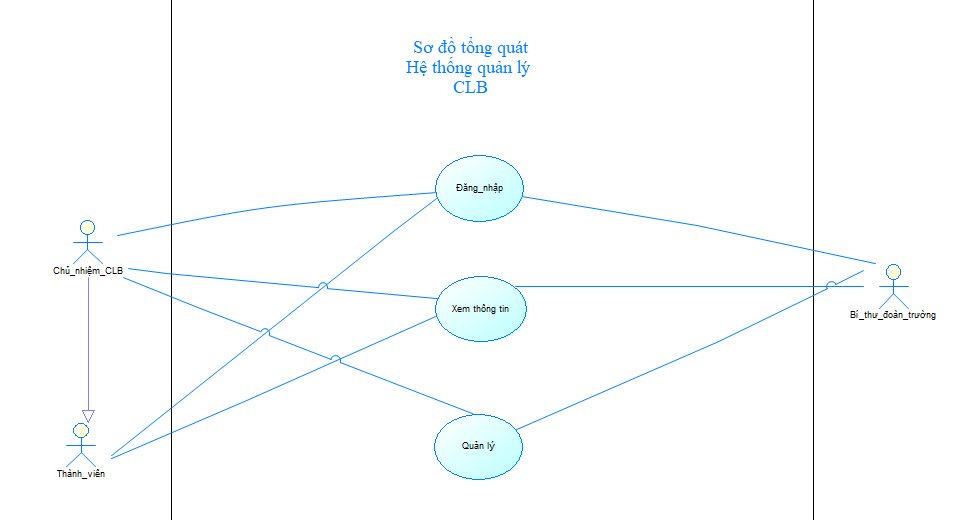 Sơ đồ tổng quát
Hệ thống quản lý
CLB
Đăng_nhập
Chủ_nhiệm_CLB
Xem thông tin
Bí_thư_đoàn_trường
Quản lý
Thành_viên